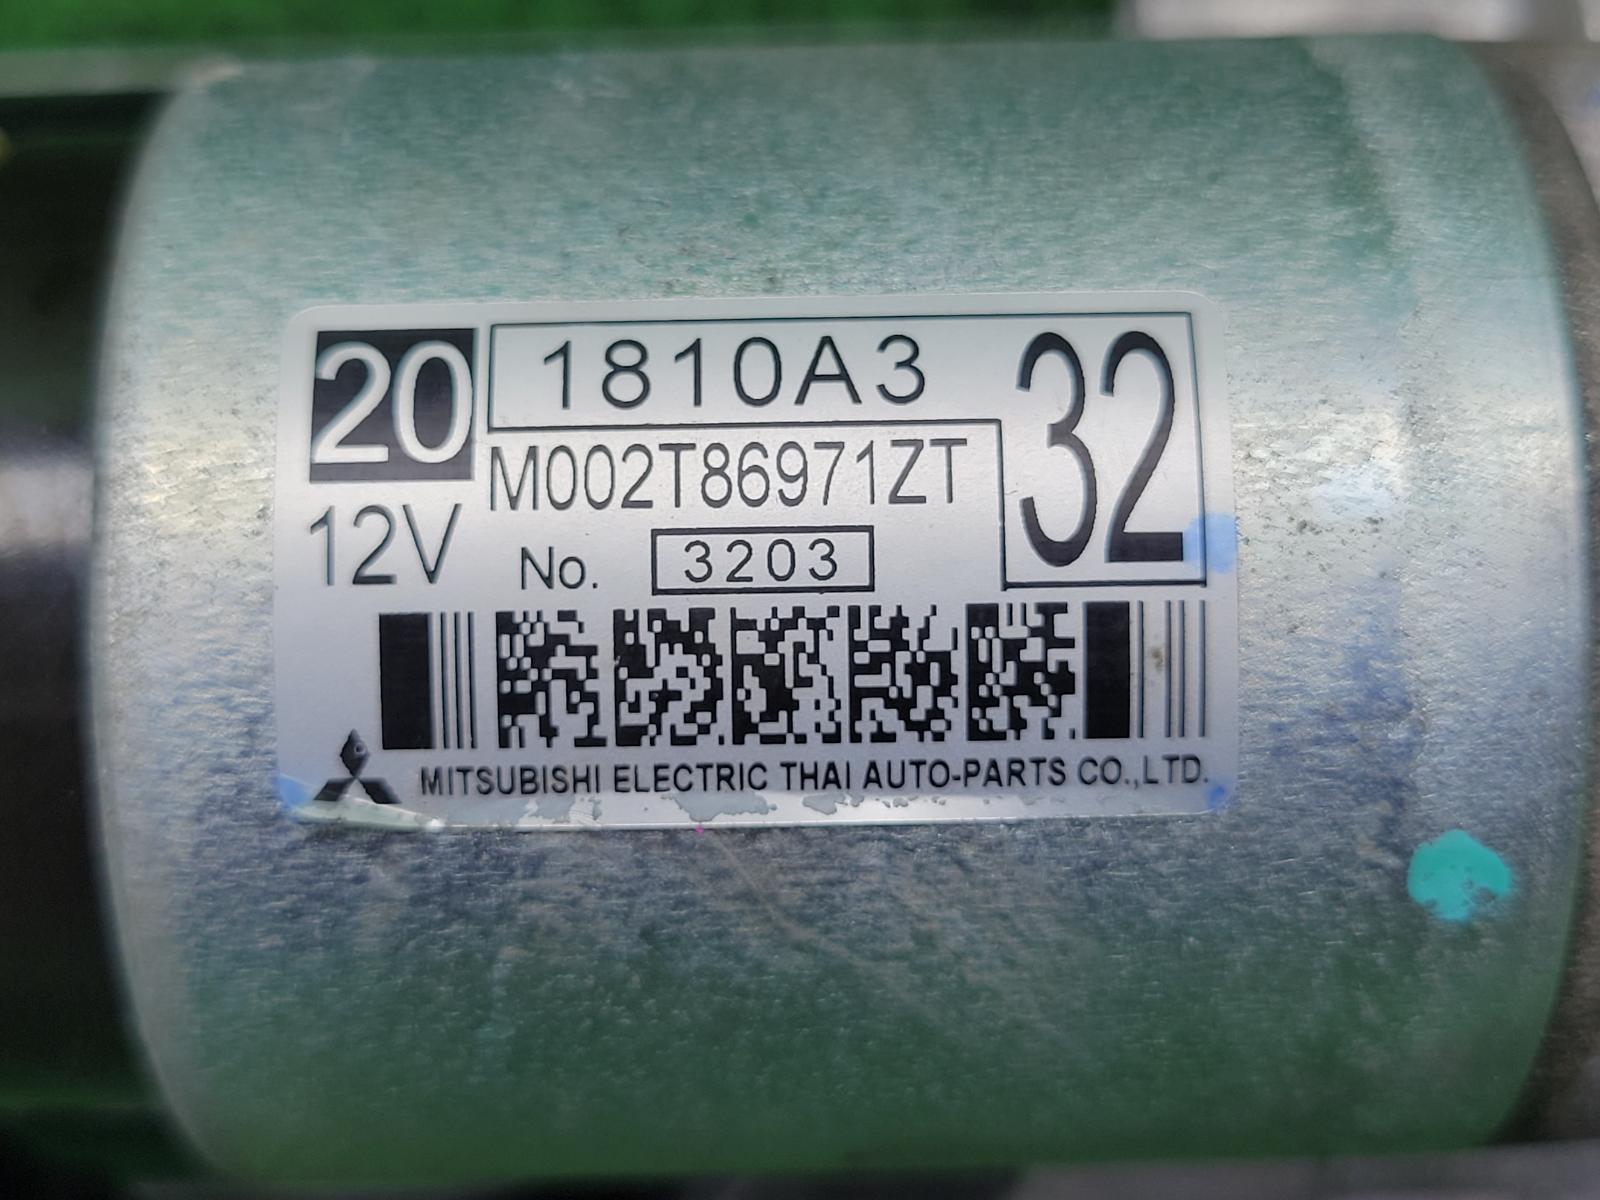 20 1810A3 32
M002T86971ZT
12V No. 3203
MITSUBISHI ELECTRIC THAI AUTO-PARTS CO.,LTD.